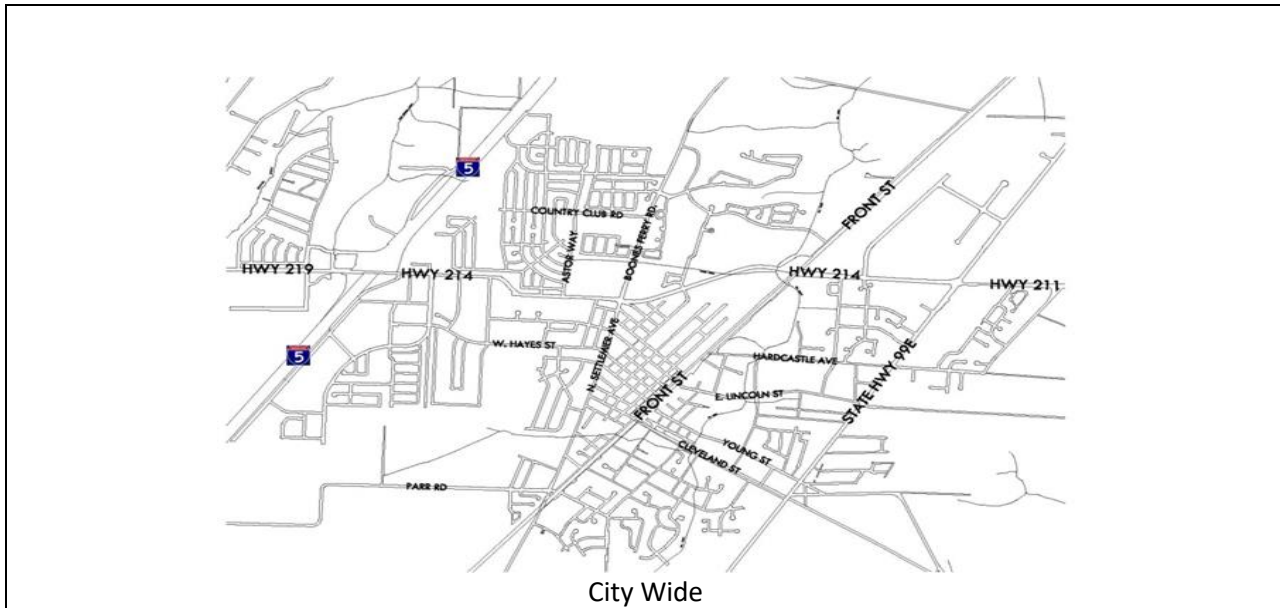 5
FRONT ST
COUNTRY CLUB RD
BOONES FERRY RD.
ASTOR WAY
HWY 219
HWY 214
HWY 214
HWY 211
N. SETTLEMIER AVE
W. HAYES ST
5
HARDCASTLE AVE
STATE HWY 99E
FRONT ST
E. LINCOLN ST
YOUNG ST
CLEVELAND ST
PARR RD
City Wide